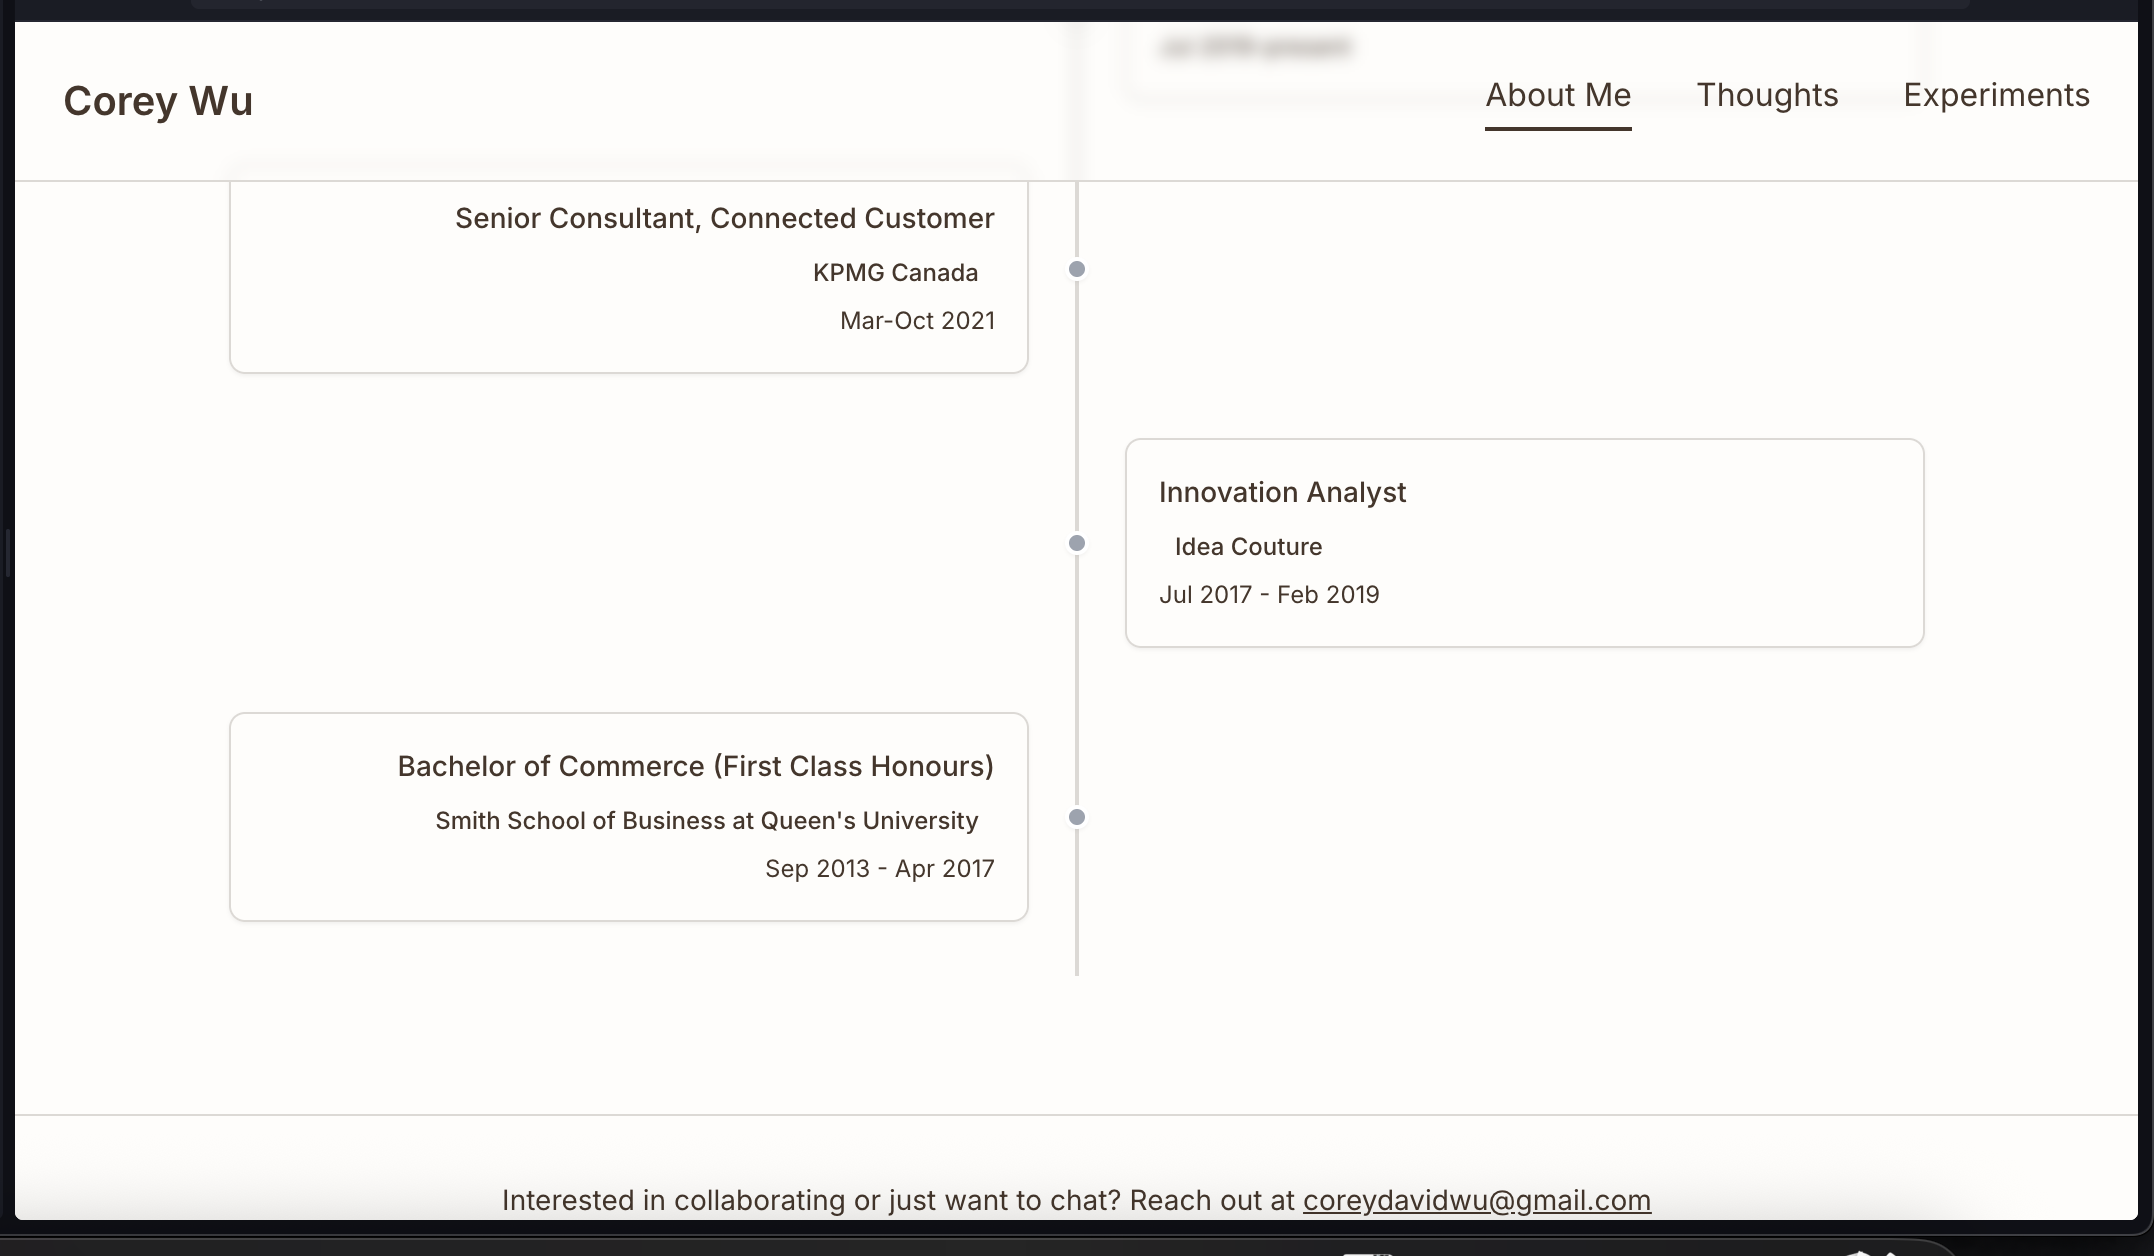 Corey Wu
About Me
Thoughts
Experiments
Senior Consultant, Connected Customer
KPMG Canada
Mar-Oct 2021
Innovation Analyst
Idea Couture
Jul 2017 - Feb 2019
Bachelor of Commerce (First Class Honours)
Smith School of Business at Queen's University
Sep 2013 - Apr 2017
Interested in collaborating or just want to chat? Reach out at coreydavidwu@gmail.com